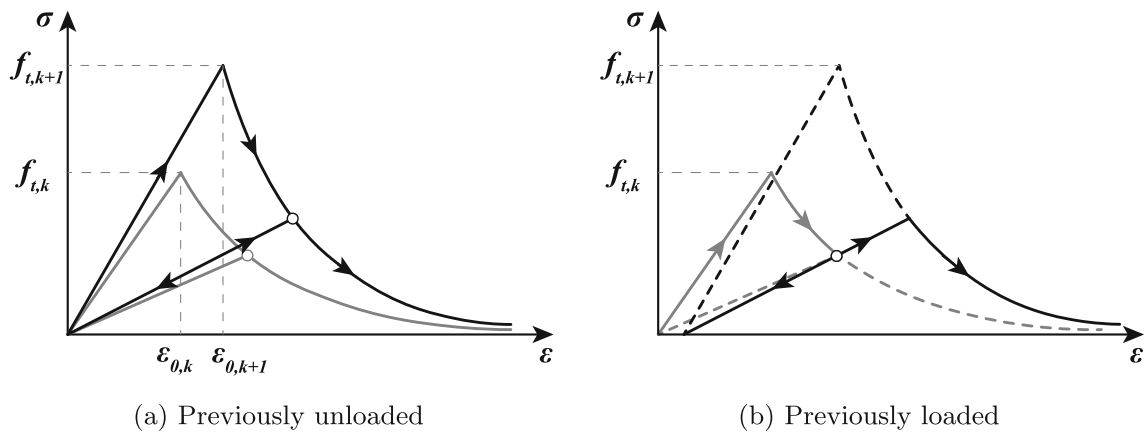 σ
f_{t,k+1}
f_{t,k}
ε_{0,k} ε_{0,k+1}
ε
(a) Previously unloaded
σ
f_{t,k+1}
f_{t,k}
ε
(b) Previously loaded